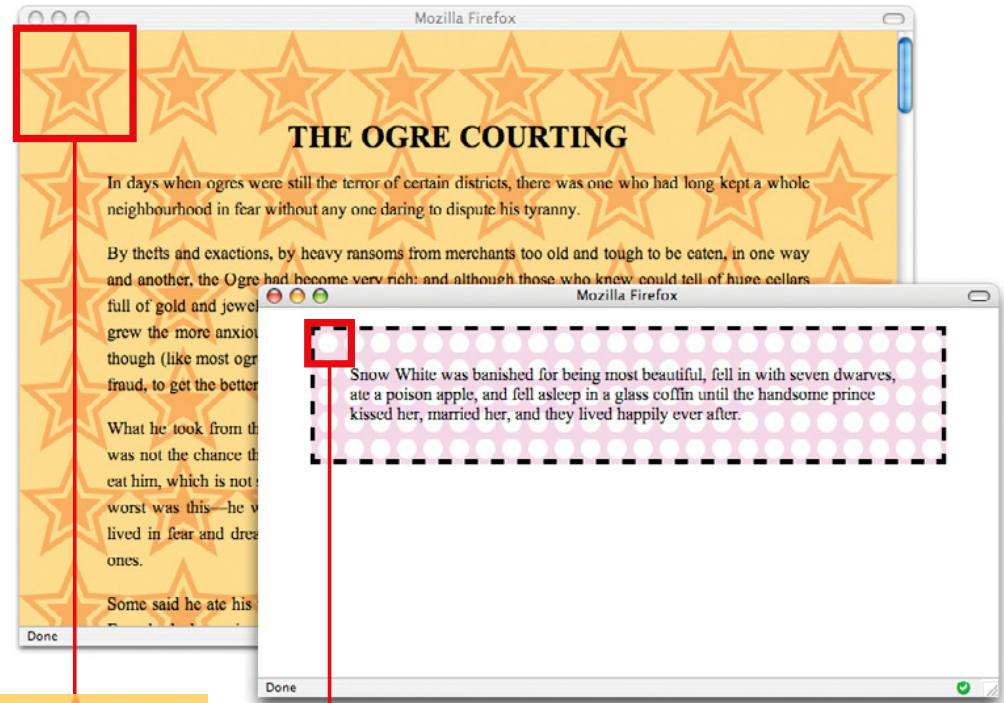 Mozilla Firefox
THE OGRE COURTING
In days when ogres were still the terror of certain districts, there was one who had long kept a whole
neighbourhood in fear without any one daring to dispute his tyranny.
By thefts and exactions, by heavy ransoms from merchants too old and tough to be eaten, in one way
and another, the Ogre had become very rich; and although those who knew could tell of huge cellars
full of gold and
grew the more
though (like most
fraud, to get the better
What he took from
was not the chance
eat him, which is not
worst was this—he
lived in fear and
ones.
Some said he ate his
Done
Mozilla Firefox
Snow White was banished for being most beautiful, fell in with seven dwarves,
ate a poison apple, and fell asleep in a glass coffin until the handsome prince
kissed her, married her, and they lived happily ever after.
Done